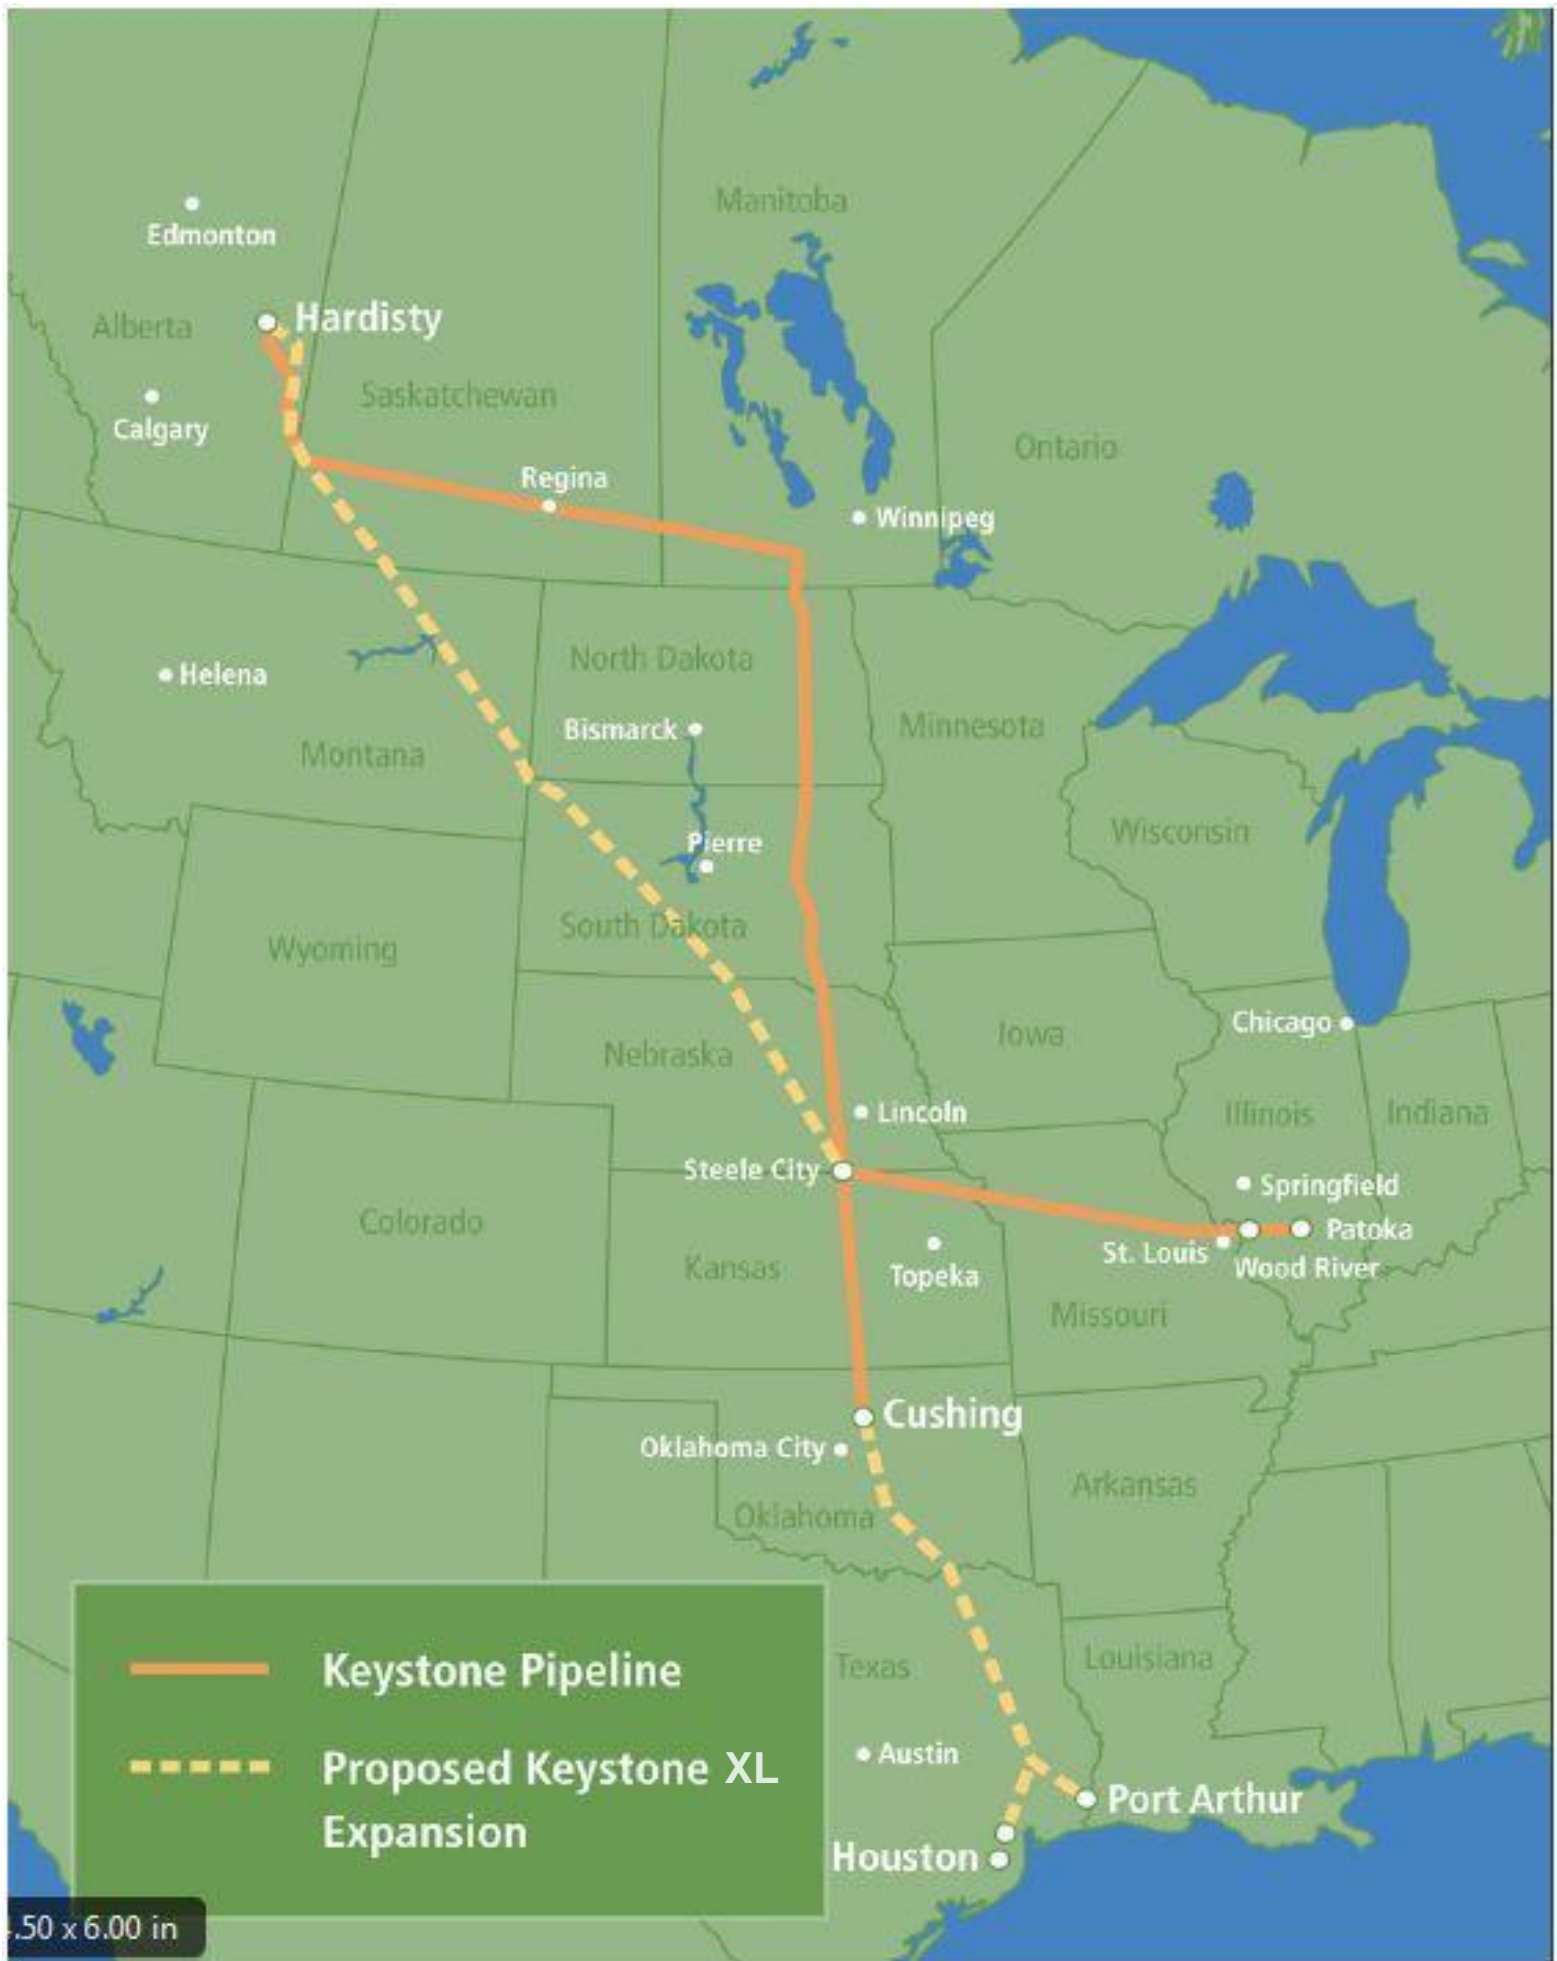 Manitoba
Edmonton
Hardisty
Alberta
Saskatchewan
Calgary
Ontario
Regina
Winnipeg
North Dakota
Helena
Bismarck
Minnesota
Montana
Wisconsin
Pierre
South Dakota
Wyoming
Chicago
Iowa
Nebraska
Lincoln
Illinois
Indiana
Steele City
Springfield
Colorado
Patoka
St. Louis
Kansas
Wood River
Topeka
Missouri
Cushing
Oklahoma City
Arkansas
Oklahoma
Louisiana
Texas
Keystone Pipeline
Austin
Proposed Keystone XL
Expansion
Port Arthur
Houston
.50 x 6.00 in